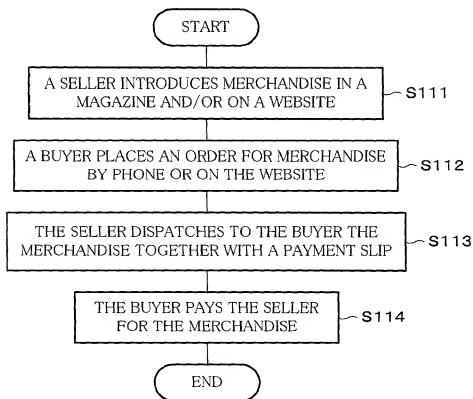 START
A SELLER INTRODUCES MERCHANDISE IN A
MAGAZINE AND/OR ON A WEBSITE
S111
A BUYER PLACES AN ORDER FOR MERCHANDISE
BY PHONE OR ON THE WEBSITE
S112
THE SELLER DISPATCHES TO THE BUYER THE
MERCHANDISE TOGETHER WITH A PAYMENT SLIP
S113
THE BUYER PAYS THE SELLER
FOR THE MERCHANDISE
S114
END